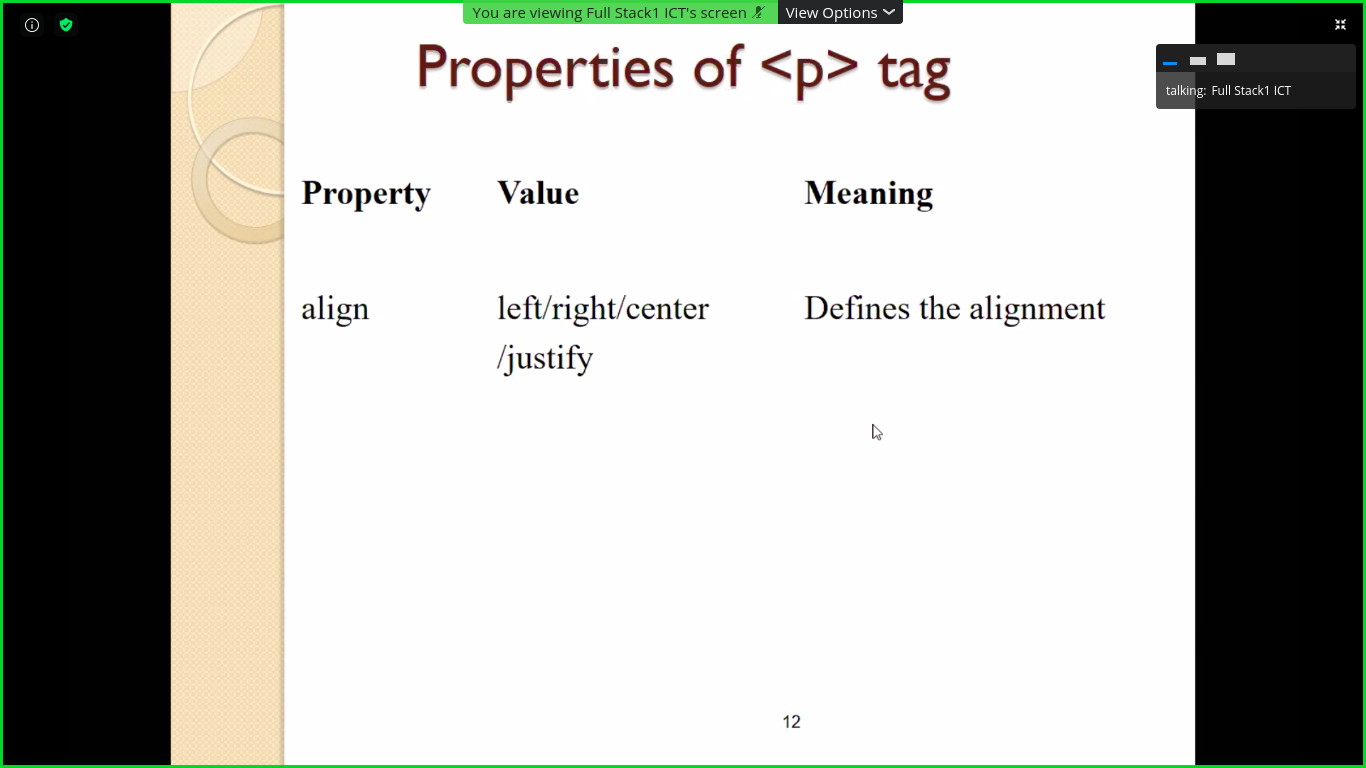 You are viewing Full Stack1 ICT's screen View Options
Properties of <p> tag
talking: Full Stack1 ICT
Property Value Meaning
align left/right/center Defines the alignment
/justify
12